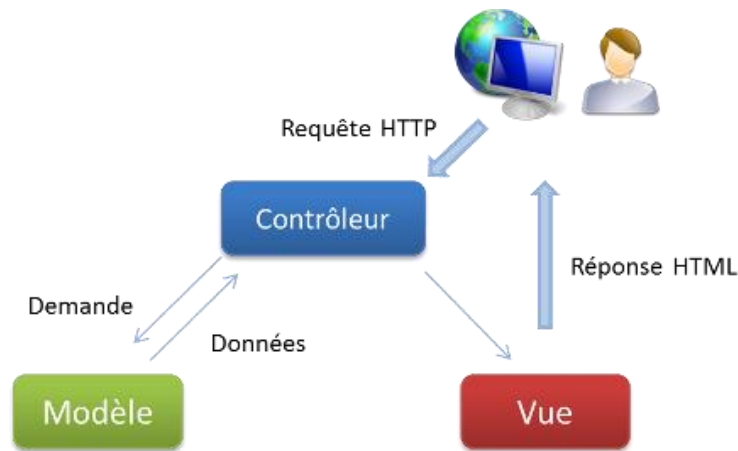 Requête HTTP
Contrôleur
Réponse HTML
Demande
Données
Modèle
Vue